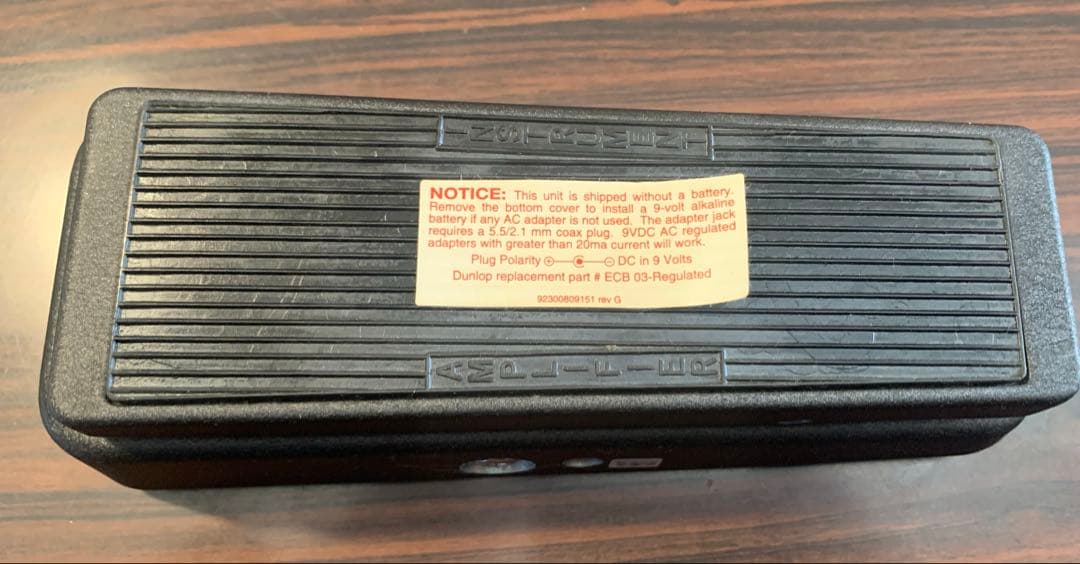 INSTRUMENT
NOTICE: This unit is shipped without a battery.
Remove the bottom cover to install a 9-volt alkaline
battery if any AC adapter is not used. The adapter jack
requires a 5.5/2.1 mm coax plug. 9VDC AC regulated
adapters with greater than 20ma current will work.
Plug Polarity + - DC in 9 Volts
Dunlop replacement part # ECB 03-Regulated
92300809151 rev G
AMPLIFIER